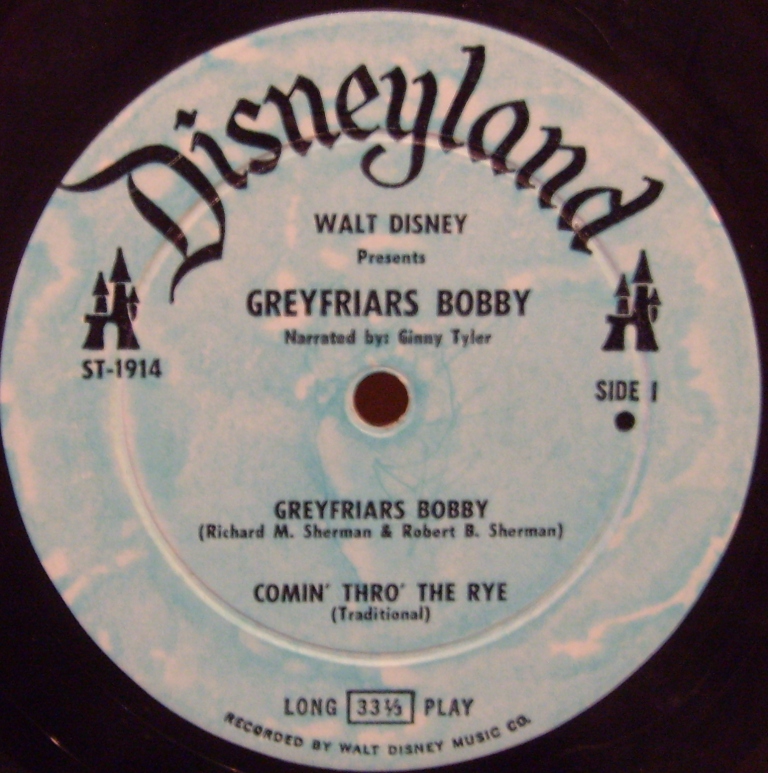 Disneyland
WALT DISNEY
Presents
GREYFRIARS BOBBY
Narrated by: Ginny Tyler
ST-1914
SIDE 1
GREYFRIARS BOBBY
(Richard M. Sherman & Robert B. Sherman)
COMIN' THRO' THE RYE
(Traditional)
LONG 33⅓ PLAY
RECORDED BY WALT DISNEY MUSIC CO.